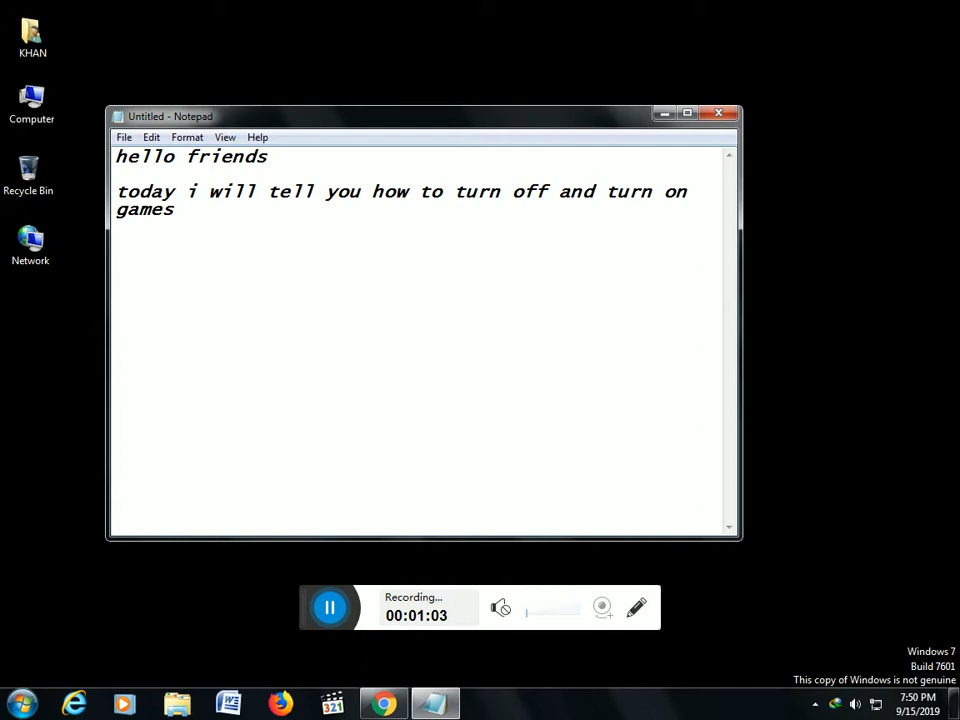 KHAN
Computer
Recycle Bin
Network
Untitled - Notepad
File Edit Format View Help
hello friends
today i will tell you how to turn off and turn on
games
Recording...
00:01:03
Windows 7
Build 7601
This copy of Windows is not genuine
321
7:50 PM
9/15/2019